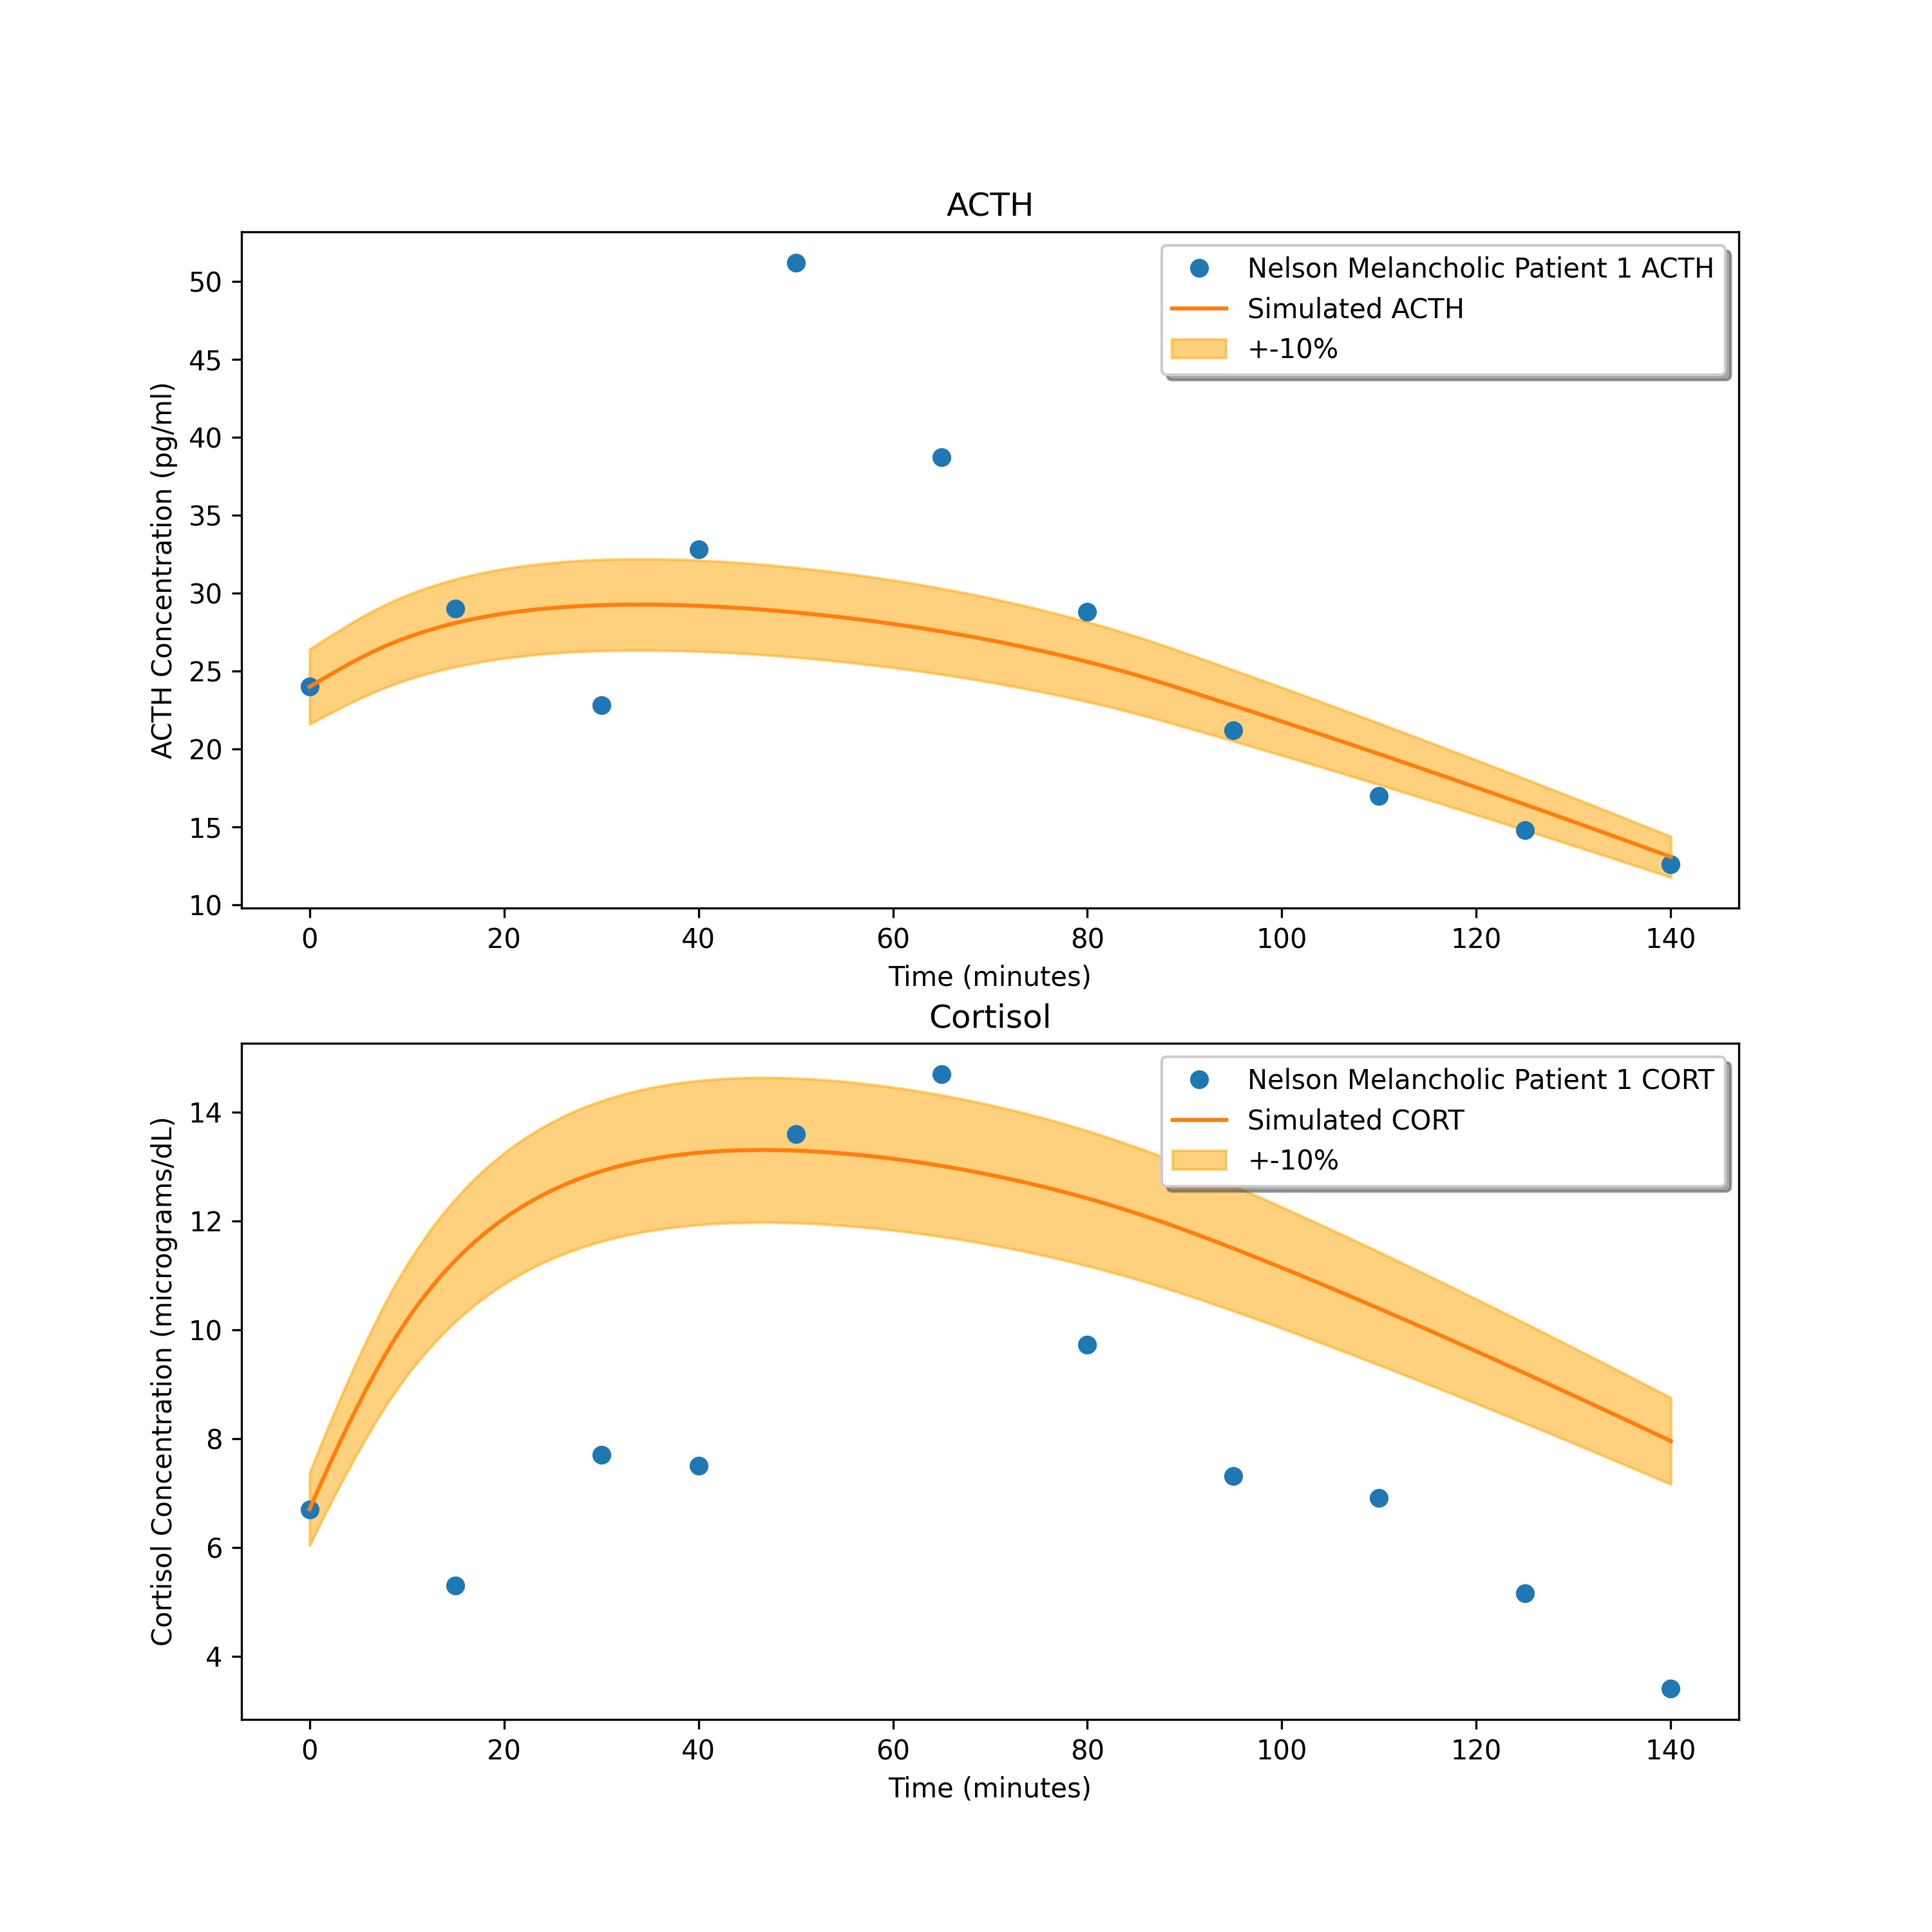 ACTH
Nelson Melancholic Patient 1 ACTH
Simulated ACTH
+-10%
ACTH Concentration (pg/ml)
50
45
40
35
30
25
20
15
10
0 20 40 60 80 100 120 140
Time (minutes)
Cortisol
Nelson Melancholic Patient 1 CORT
Simulated CORT
+-10%
Cortisol Concentration (micrograms/dL)
14
12
10
8
6
4
0 20 40 60 80 100 120 140
Time (minutes)